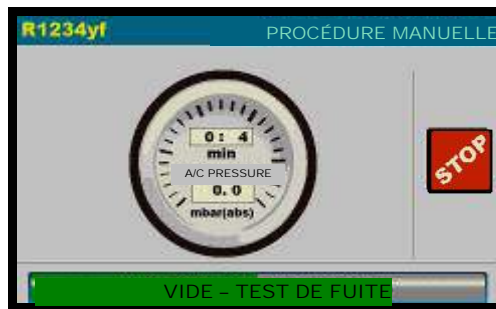 R1234yf
PROCÉDURE MANUELLE
0: 4
min
A/C PRESSURE
0.0
mbar(abs)
STOP
VIDE – TEST DE FUITE